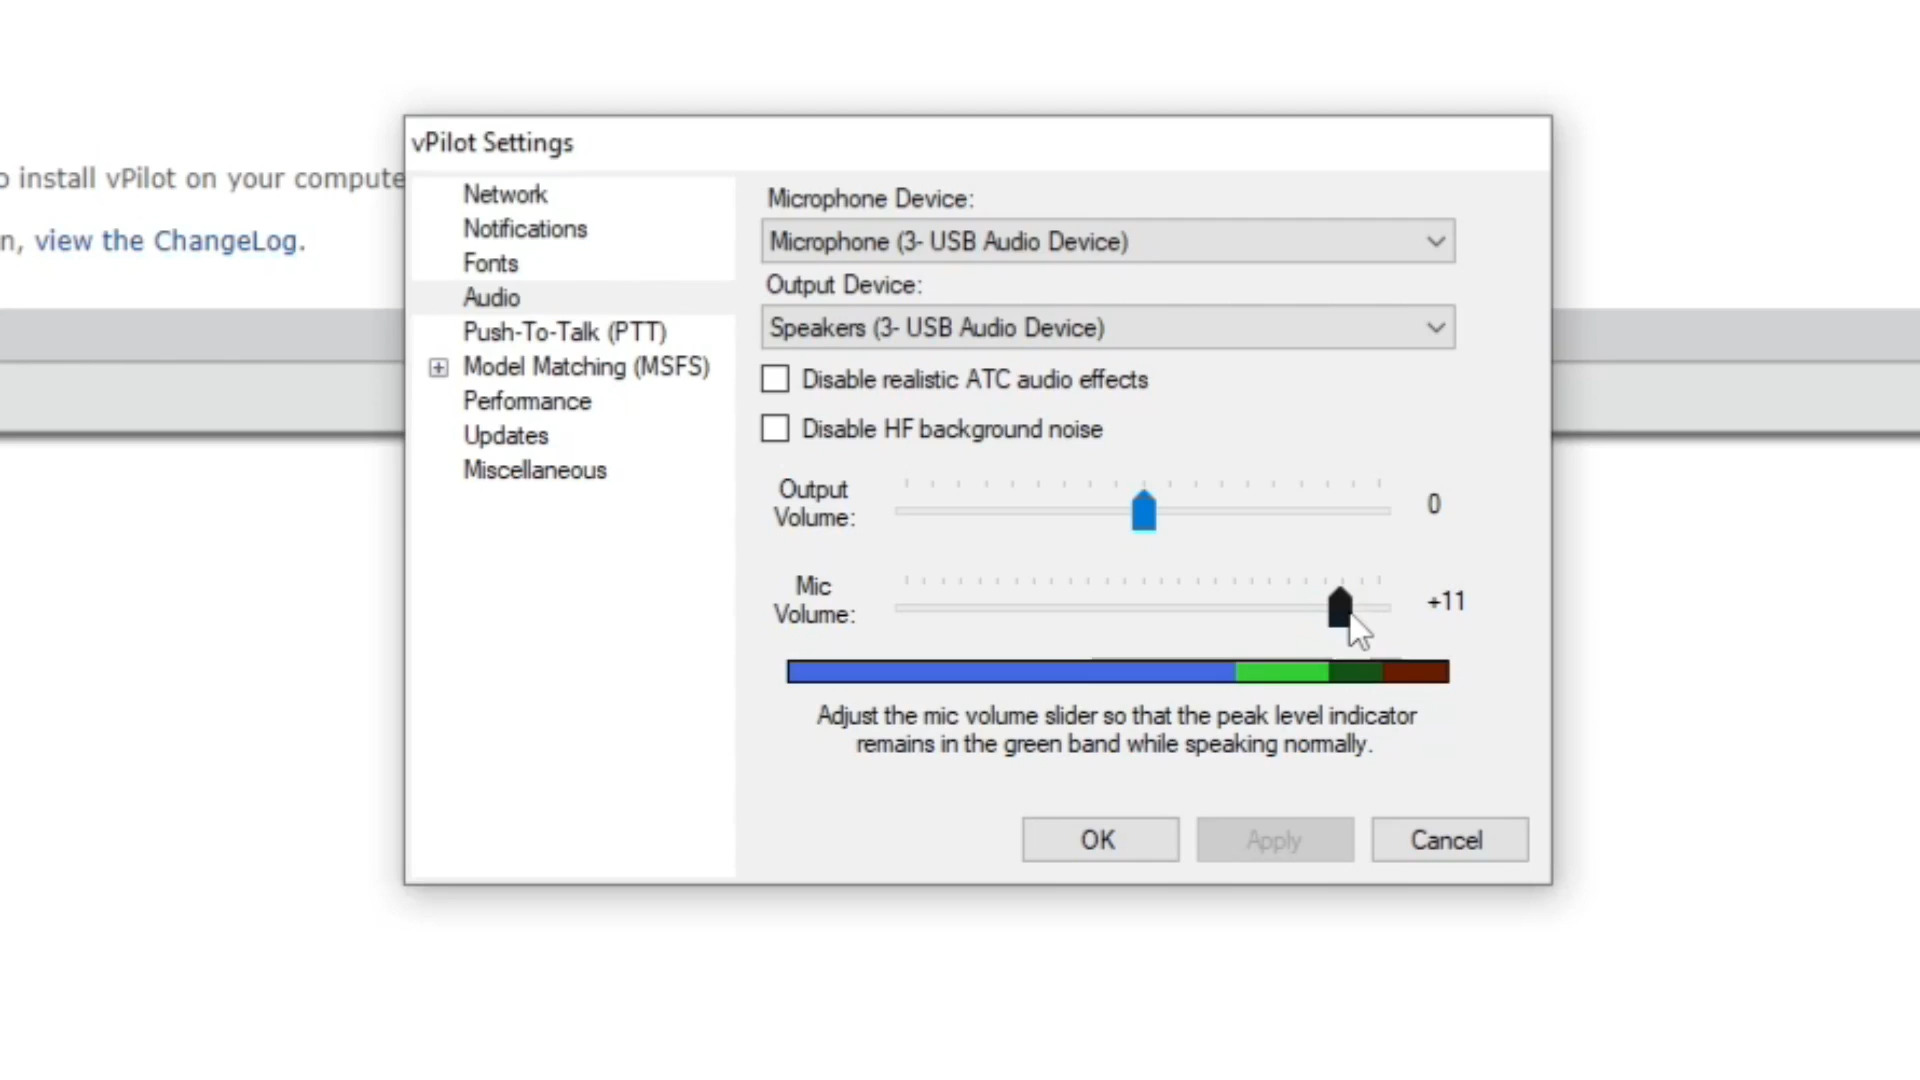 vPilot Settings
o install vPilot on your compute
n, view the ChangeLog.
Network
Notifications
Fonts
Audio
Push-To-Talk (PTT)
Model Matching (MSFS)
Performance
Updates
Miscellaneous
Microphone Device:
Microphone (3- USB Audio Device)
Output Device:
Speakers (3- USB Audio Device)
Disable realistic ATC audio effects
Disable HF background noise
Output
Volume:
0
Mic
Volume:
+11
Adjust the mic volume slider so that the peak level indicator
remains in the green band while speaking normally.
OK
Apply
Cancel